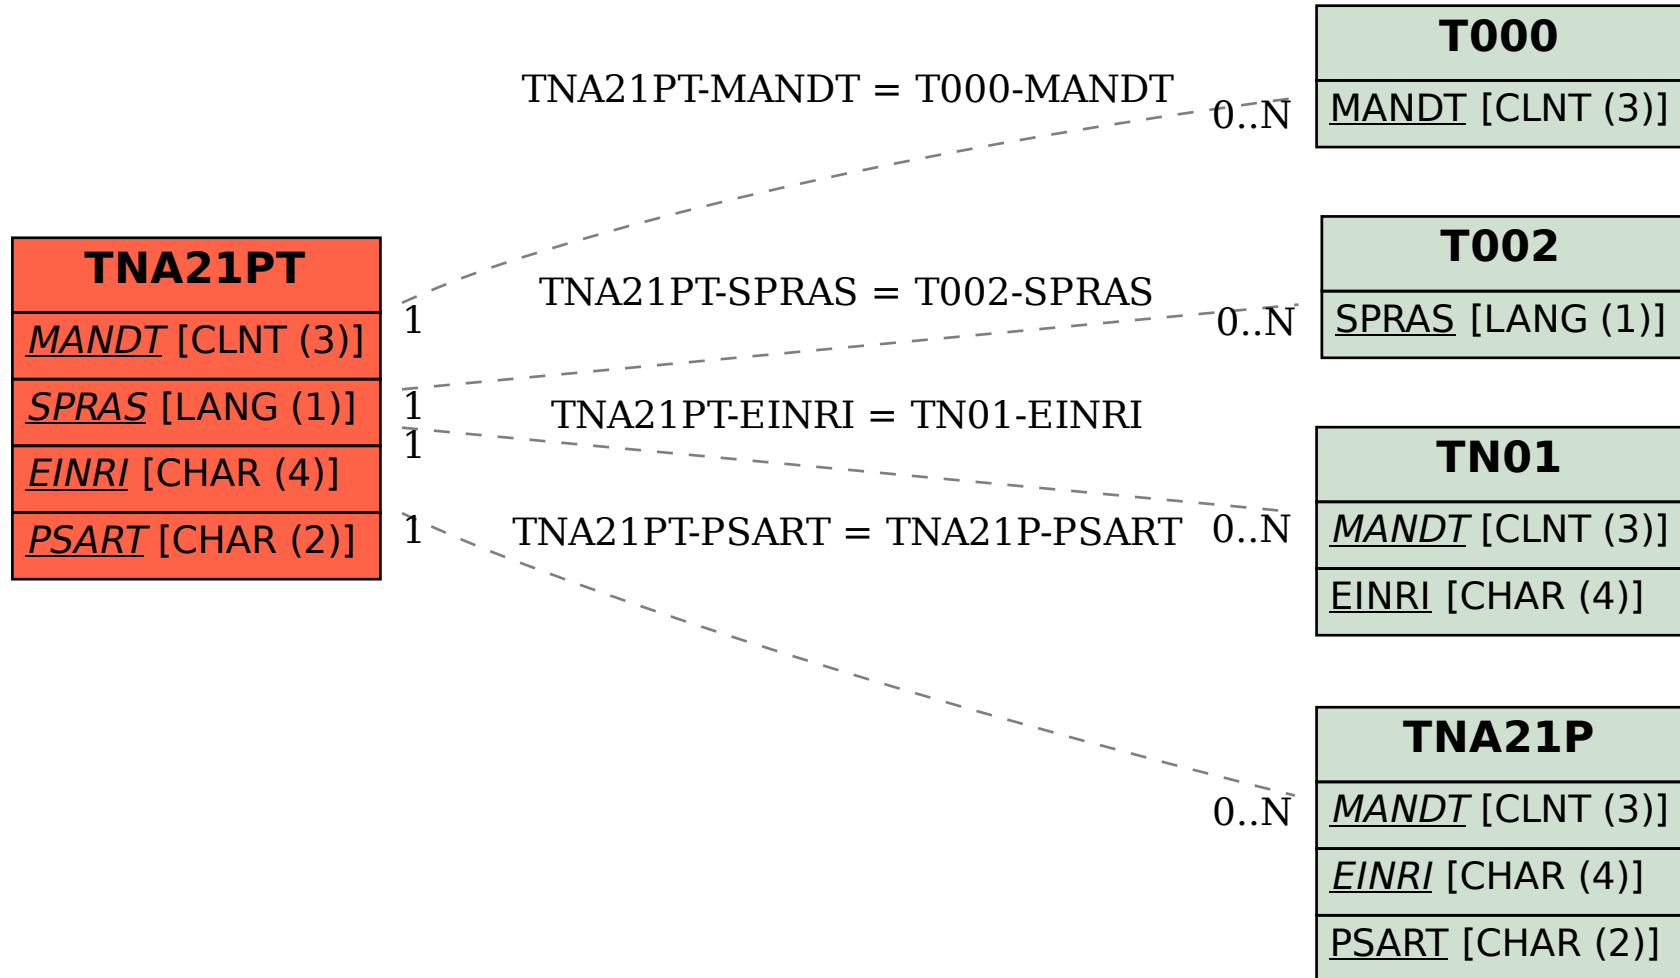 TNA21PT
MANDT [CLNT (3)]
SPRAS [LANG (1)]
EINRI [CHAR (4)]
PSART [CHAR (2)]
TNA21PT-MANDT = T000-MANDT
1
0..N
TNA21PT-SPRAS = T002-SPRAS
1
0..N
TNA21PT-EINRI = TN01-EINRI
1
0..N
TNA21PT-PSART = TNA21P-PSART
1
0..N
T000
MANDT [CLNT (3)]
T002
SPRAS [LANG (1)]
TN01
MANDT [CLNT (3)]
EINRI [CHAR (4)]
TNA21P
MANDT [CLNT (3)]
EINRI [CHAR (4)]
PSART [CHAR (2)]